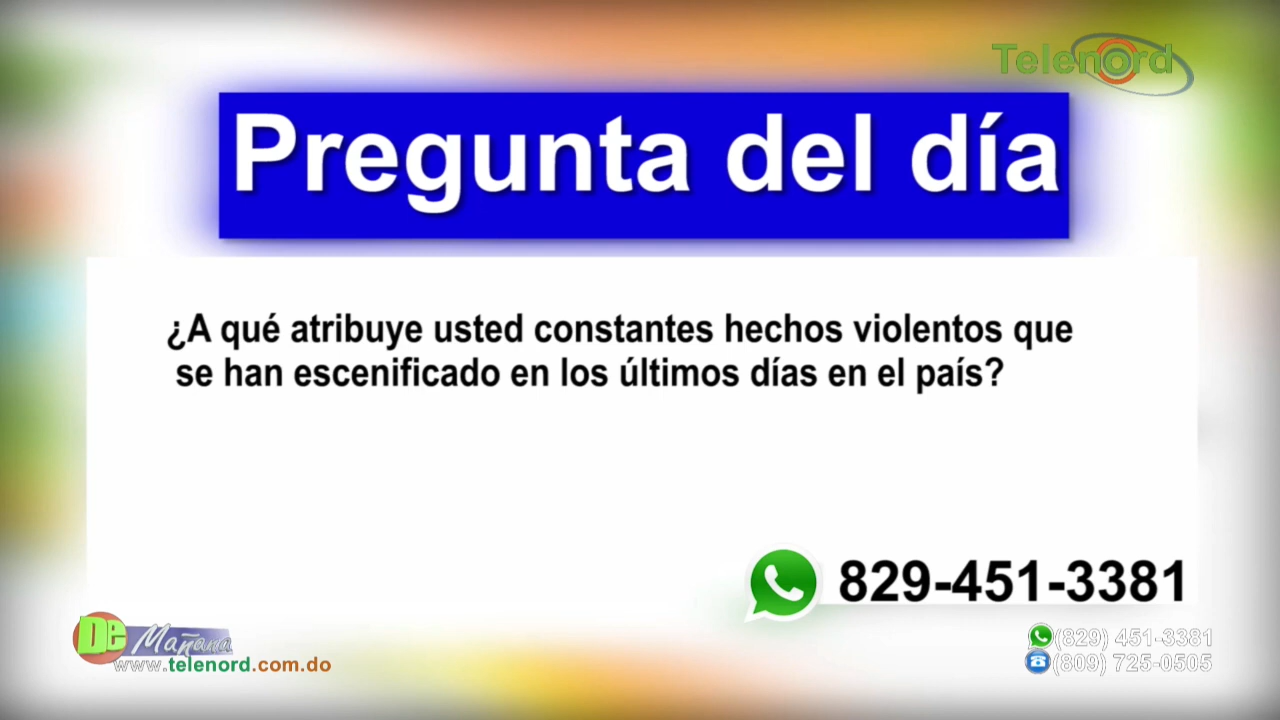 Telenord
Pregunta del día
¿A qué atribuye usted constantes hechos violentos que
se han escenificado en los últimos días en el país?
829-451-3381
De Mañana
www.telenord.com.do
(829) 451-3381
(809) 725-0505